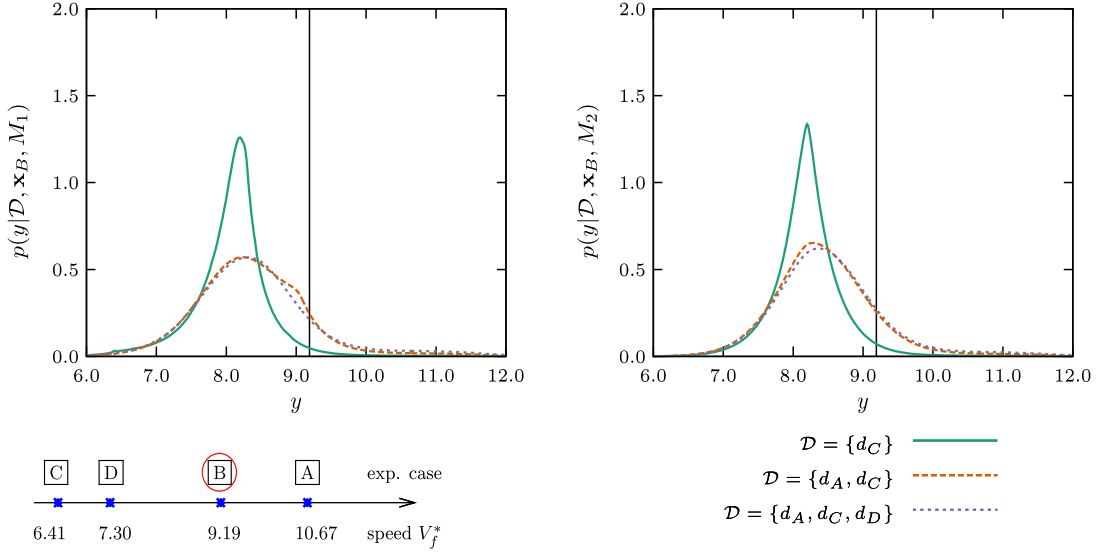 2.0
1.5
1.0
0.5
0.0
6.0 7.0 8.0 9.0 10.0 11.0 12.0
y
p(y|𝒟, 𝐱_B, M_1)
2.0
1.5
1.0
0.5
0.0
6.0 7.0 8.0 9.0 10.0 11.0 12.0
y
p(y|𝒟, 𝐱_B, M_2)
C D B A exp. case
6.41 7.30 9.19 10.67 speed V_f^*
𝒟 = {d_C}
𝒟 = {d_A, d_C}
𝒟 = {d_A, d_C, d_D}